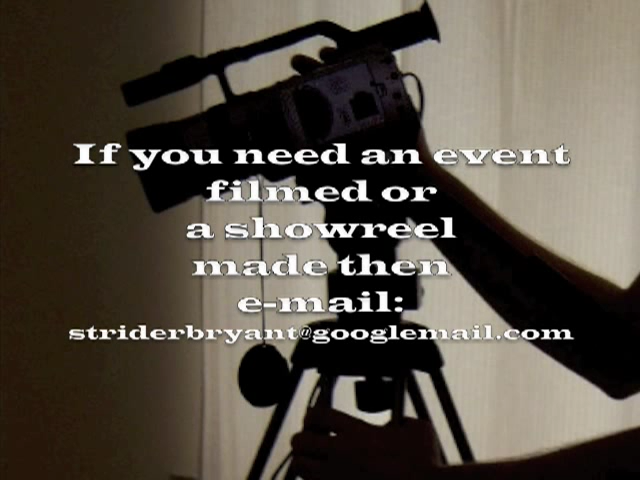 If you need an event
filmed or
a showreel
made then
e-mail:
striderbryant@googlemail.com